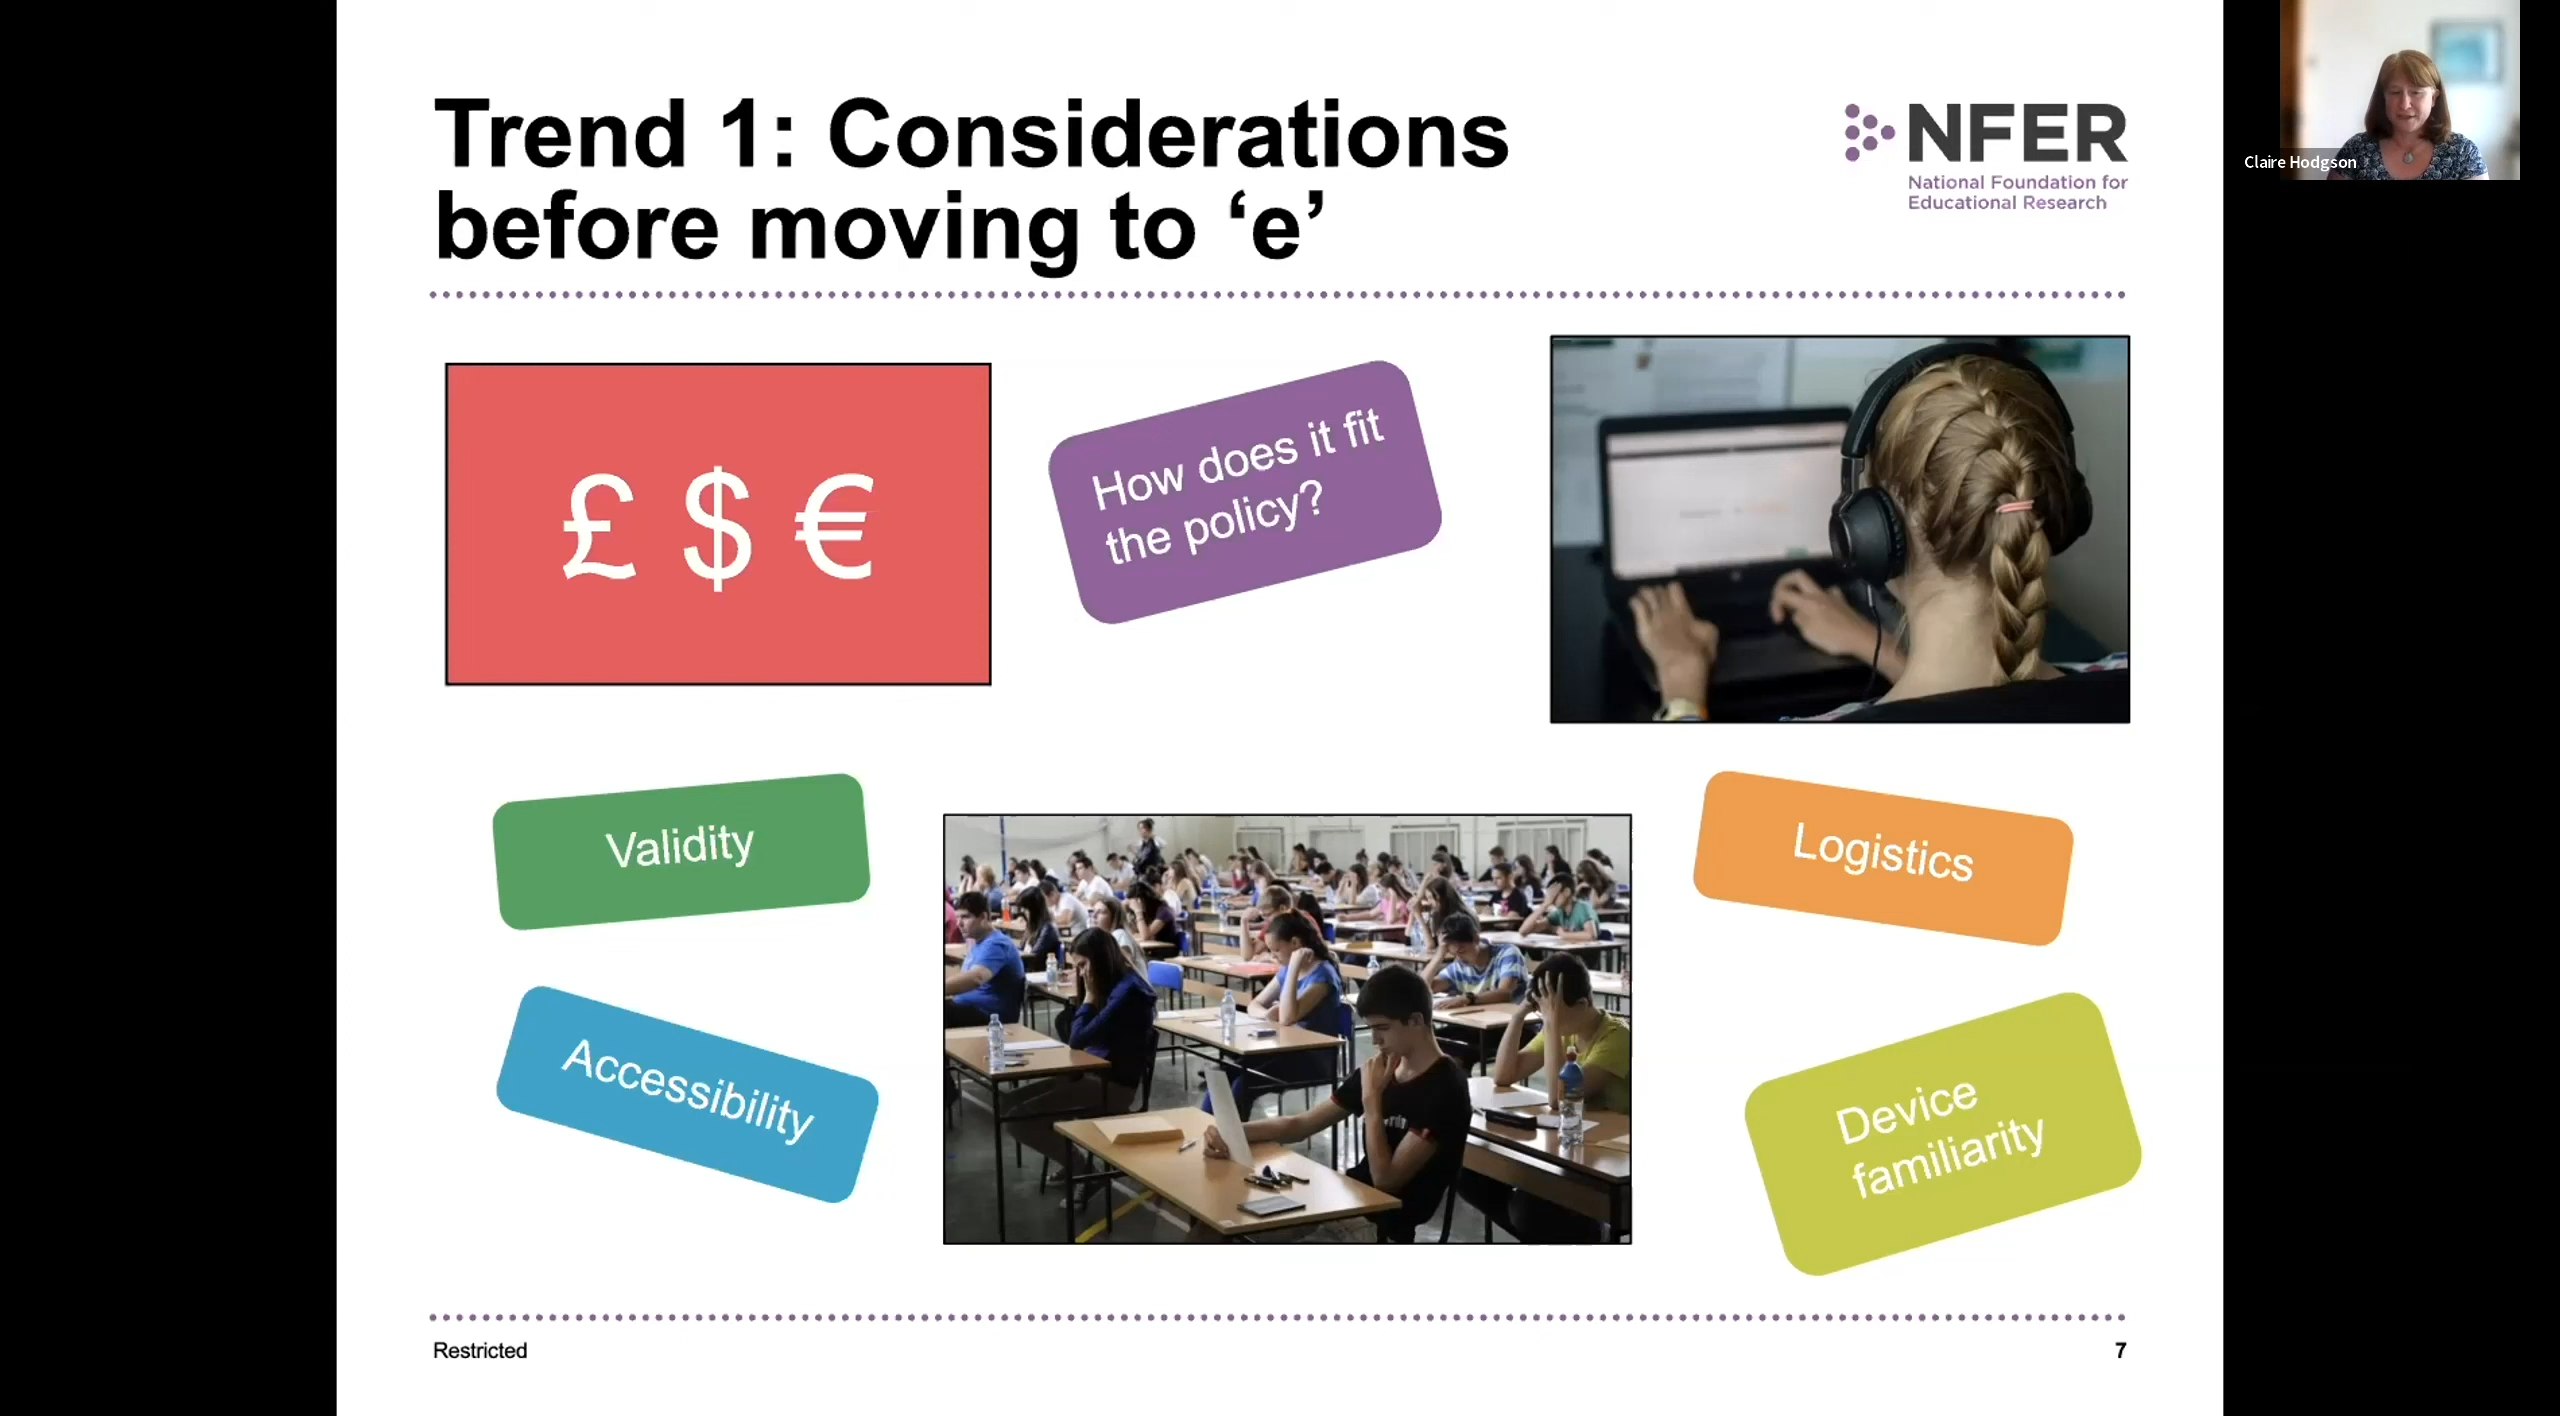 Trend 1: Considerations
before moving to ‘e’
NFER
National Foundation for
Educational Research
Claire Hodgson
£ $ €
How does it fit
the policy?
Validity
Logistics
Accessibility
Device
familiarity
Restricted
7